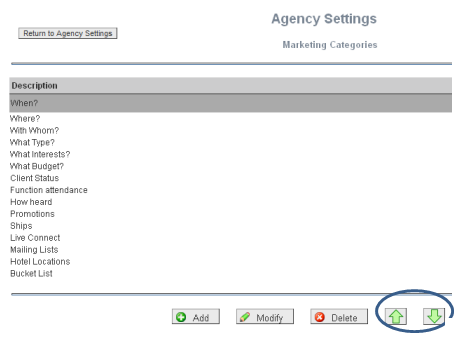 Agency Settings
Return to Agency Settings
Marketing Categories
Description
When?
Where?
With Whom?
What Type?
What Interests?
What Budget?
Client Status
Function attendance
How heard
Promotions
Ships
Live Connect
Mailing Lists
Hotel Locations
Bucket List
Add Modify Delete